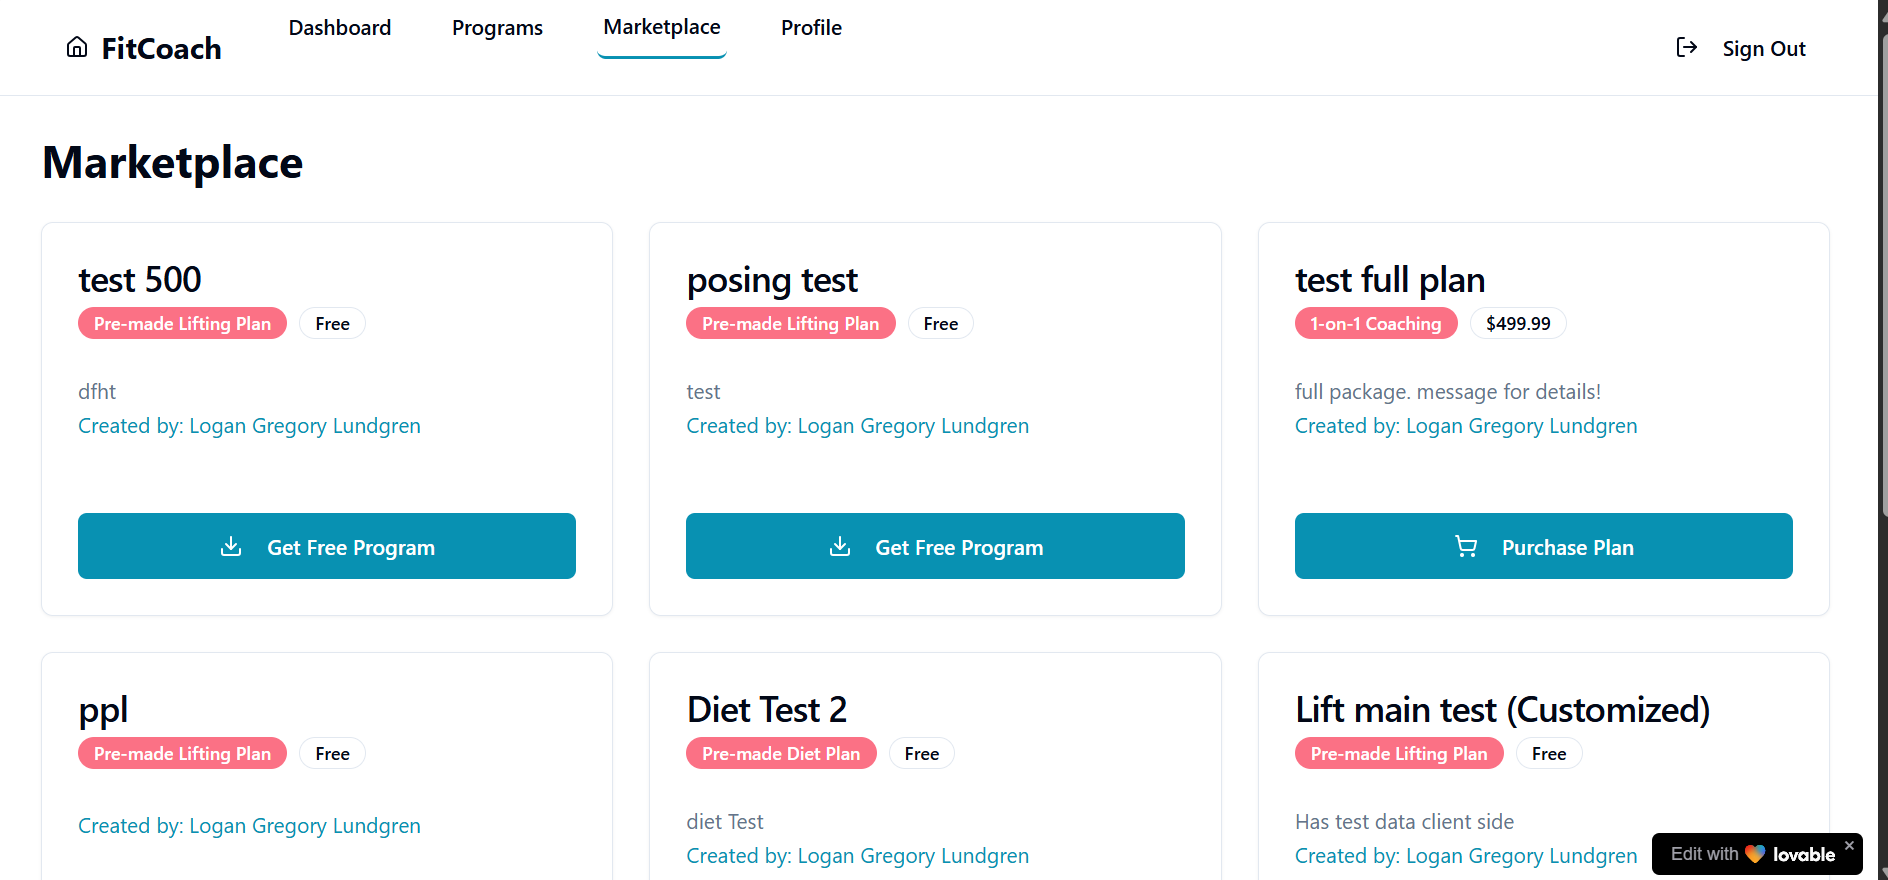 FitCoach
Dashboard
Programs
Marketplace
Profile
Sign Out
Marketplace
test 500
Pre-made Lifting Plan
Free
dfht
Created by: Logan Gregory Lundgren
Get Free Program
posing test
Pre-made Lifting Plan
Free
test
Created by: Logan Gregory Lundgren
Get Free Program
test full plan
1-on-1 Coaching
$499.99
full package. message for details!
Created by: Logan Gregory Lundgren
Purchase Plan
ppl
Pre-made Lifting Plan
Free
Created by: Logan Gregory Lundgren
Diet Test 2
Pre-made Diet Plan
Free
diet Test
Created by: Logan Gregory Lundgren
Lift main test (Customized)
Pre-made Lifting Plan
Free
Has test data client side
Created by: Logan Gregory Lundgren
Edit with lovable